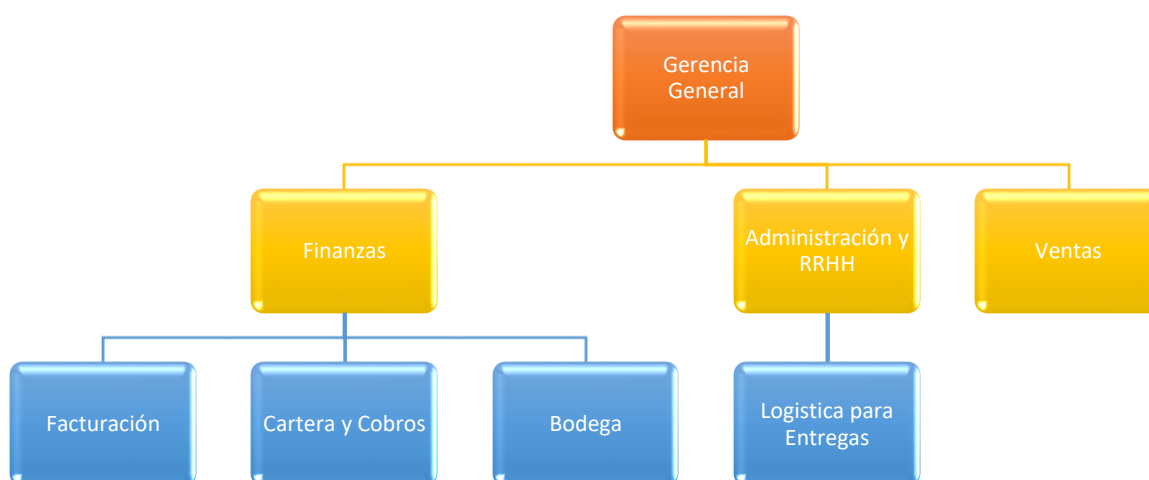 Gerencia
General
Finanzas
Administración y
RRHH
Ventas
Facturación
Cartera y Cobros
Bodega
Logistica para
Entregas